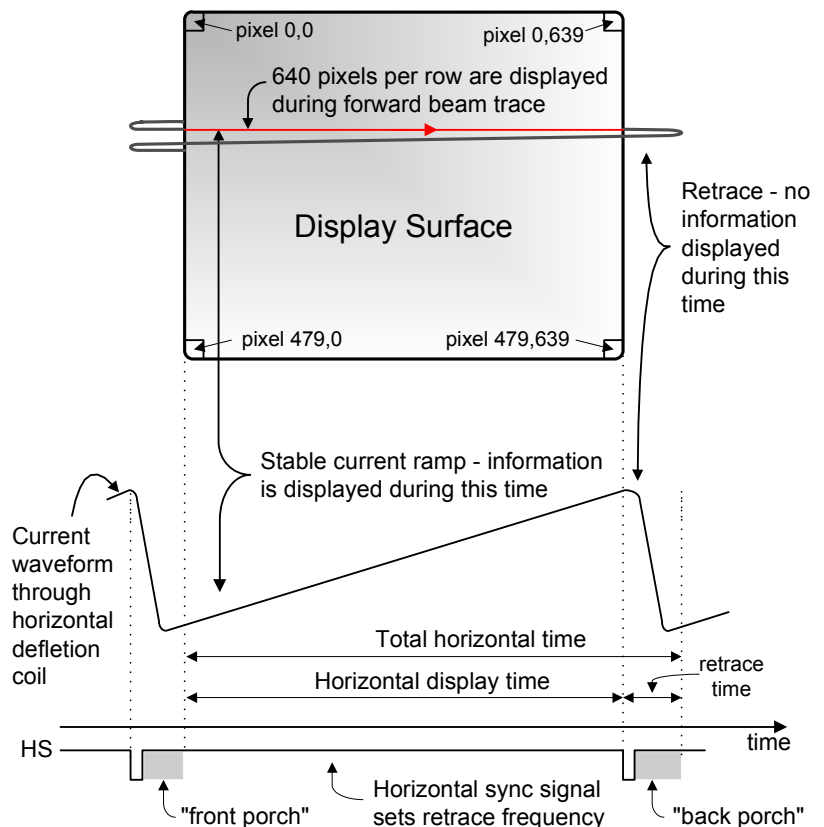 pixel 0,0
pixel 0,639
640 pixels per row are displayed
during forward beam trace
Retrace - no
information
displayed
during this
time
Display Surface
pixel 479,0
pixel 479,639
Stable current ramp - information
is displayed during this time
Current
waveform
through
horizontal
defletion
coil
Total horizontal time
Horizontal display time
retrace
time
time
HS
"front porch"
Horizontal sync signal
sets retrace frequency
"back porch"